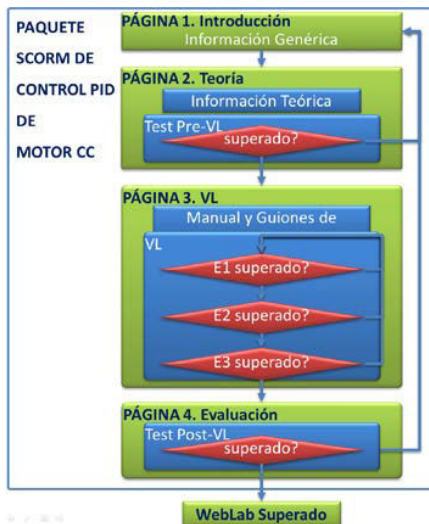 PAQUETE
SCORM DE
CONTROL PID
DE
MOTOR CC
PÁGINA 1. Introducción
Información Genérica
PÁGINA 2. Teoría
Información Teórica
Test Pre-VL
superado?
PÁGINA 3. VL
Manual y Guiones de
VL
E1 superado?
E2 superado?
E3 superado?
PÁGINA 4. Evaluación
Test Post-VL
superado?
WebLab Superado